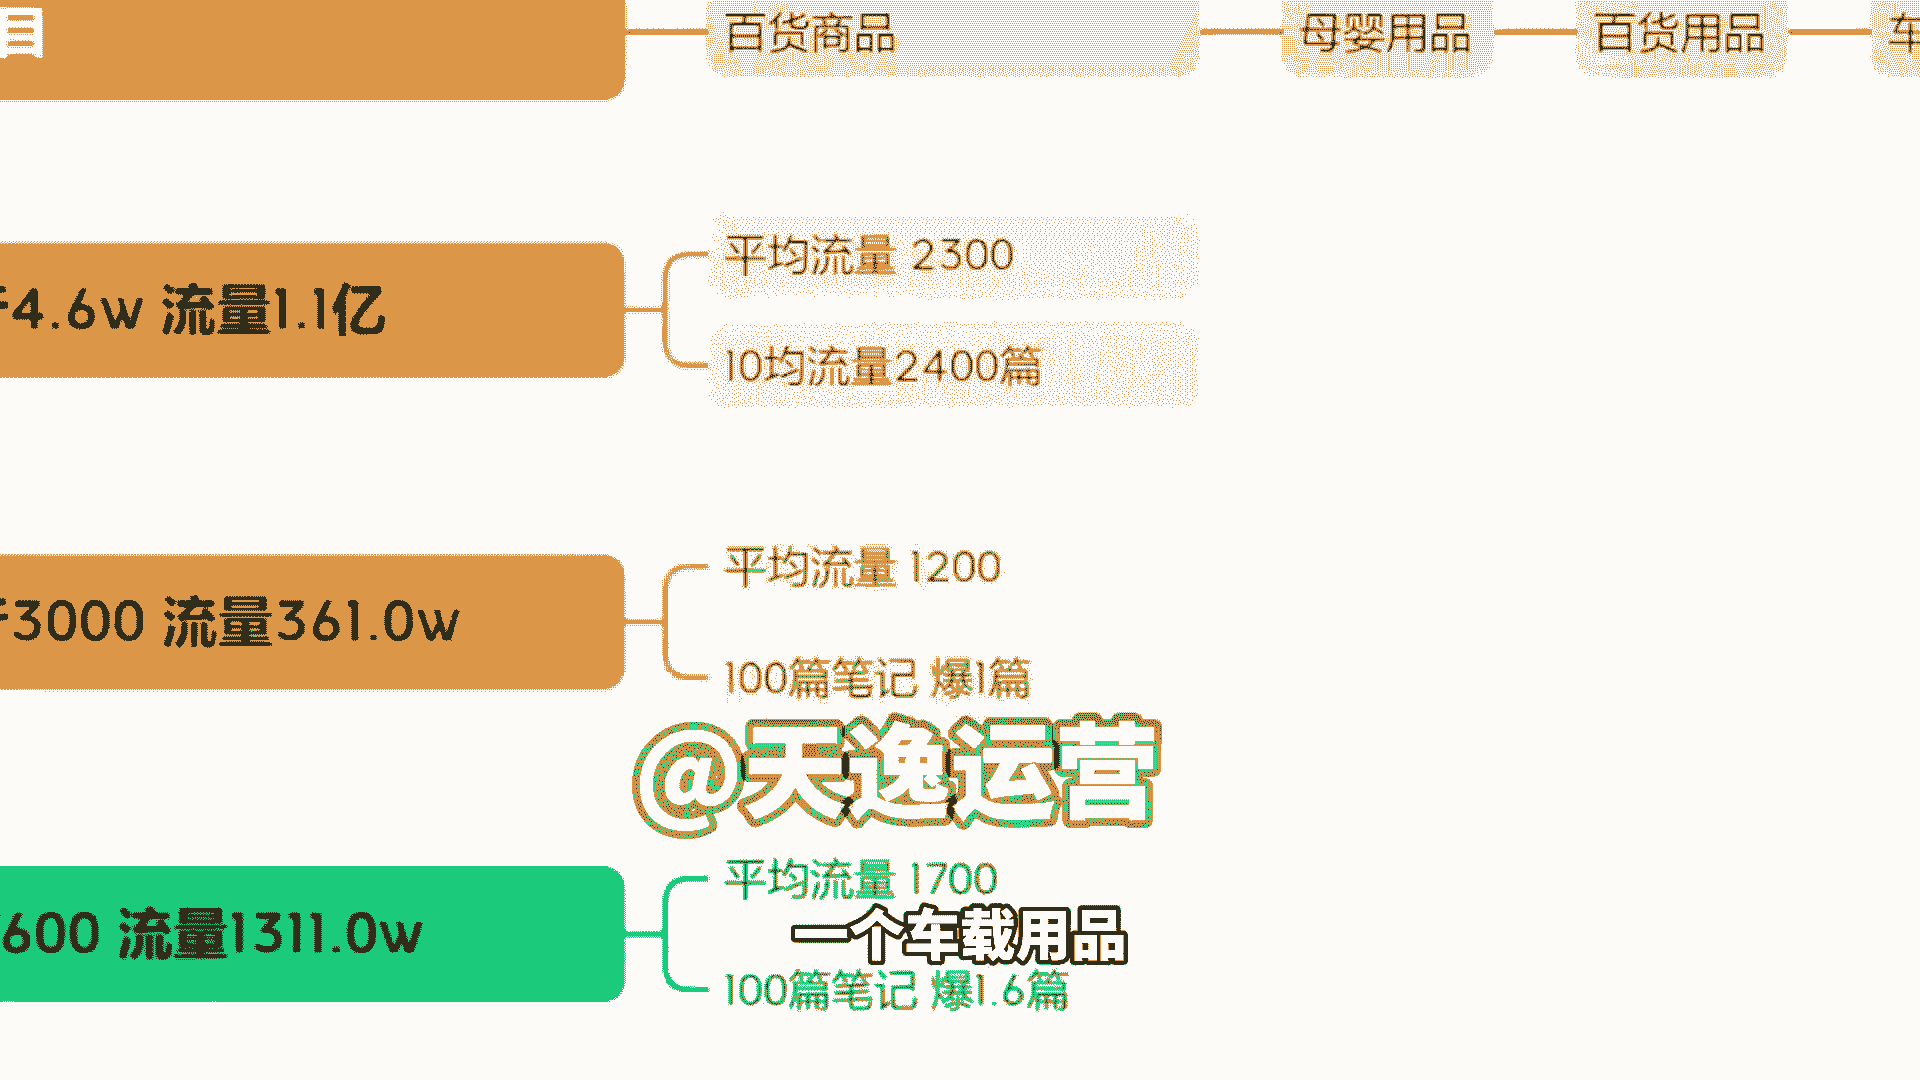 目
百货商品
母婴用品
百货用品
车
平均流量 2300
4.6w 流量1.1亿
10均流量2400篇
平均流量 1200
3000 流量361.0w
100篇笔记 爆1篇
@天逸运营
平均流量 1700
600 流量1311.0w
一个车载用品
100篇笔记 爆1.6篇